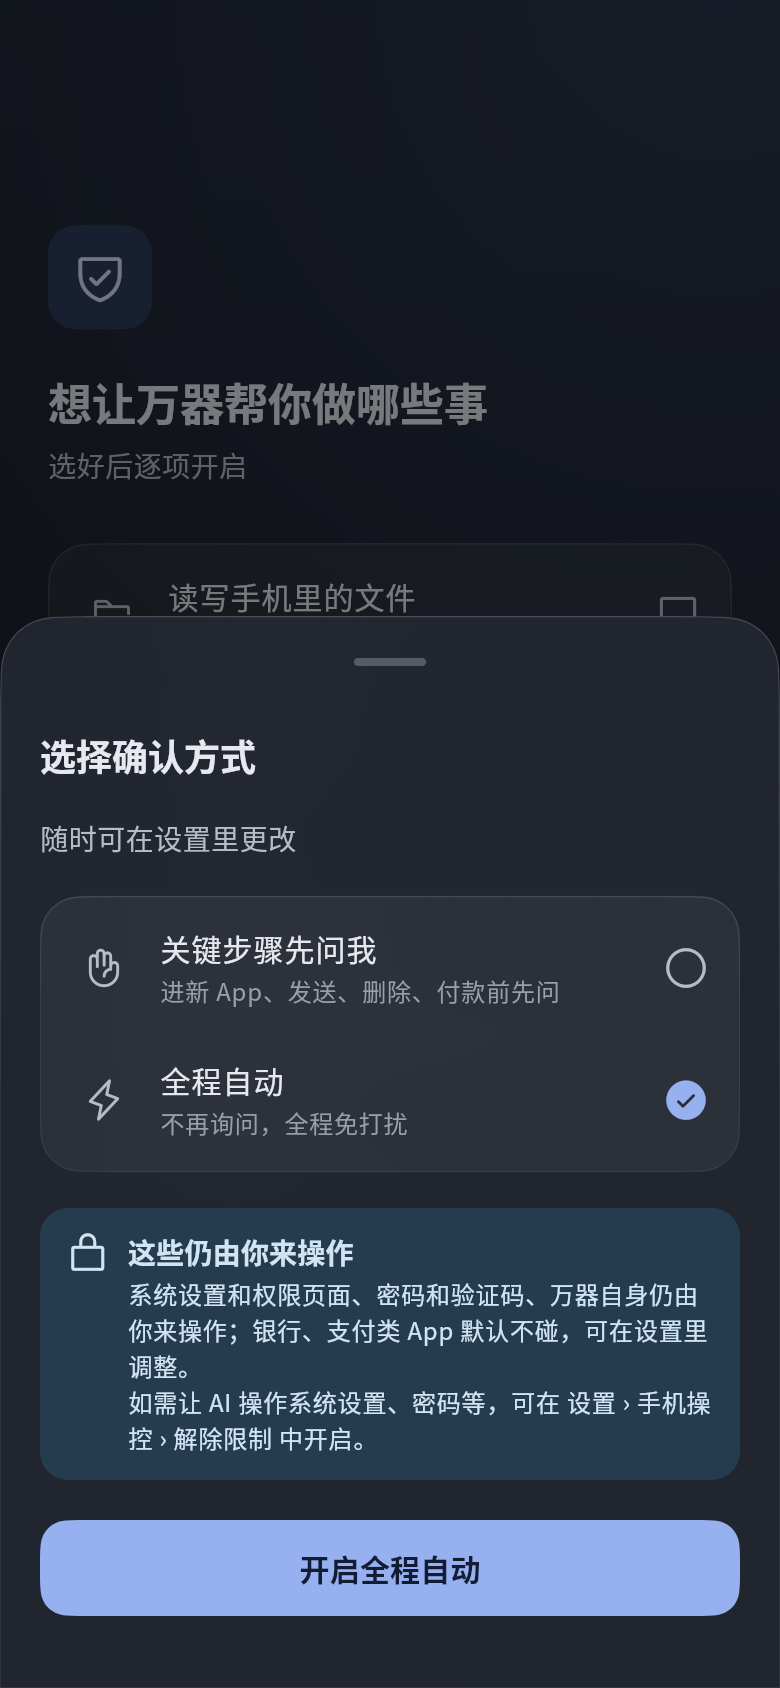 想让万器帮你做哪些事
选好后逐项开启
读写手机里的文件
选择确认方式
随时可在设置里更改
关键步骤先问我
进新 App、发送、删除、付款前先问
全程自动
不再询问，全程免打扰
这些仍由你来操作
系统设置和权限页面、密码和验证码、万器自身仍由
你来操作；银行、支付类 App 默认不碰，可在设置里
调整。
如需让 AI 操作系统设置、密码等，可在 设置 › 手机操
控 › 解除限制 中开启。
开启全程自动